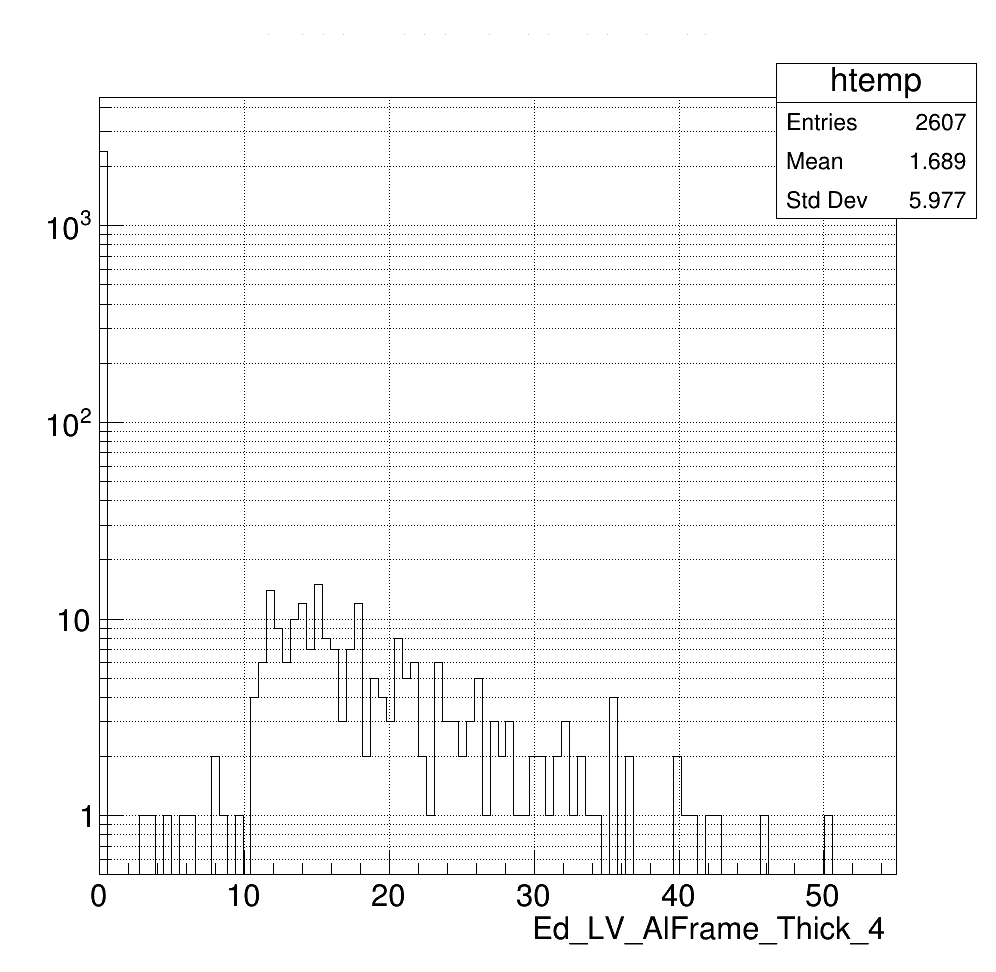 htemp
Entries 2607
Mean 1.689
Std Dev 5.977
10³
10²
10
1
0 10 20 30 40 50
Ed_LV_AlFrame_Thick_4